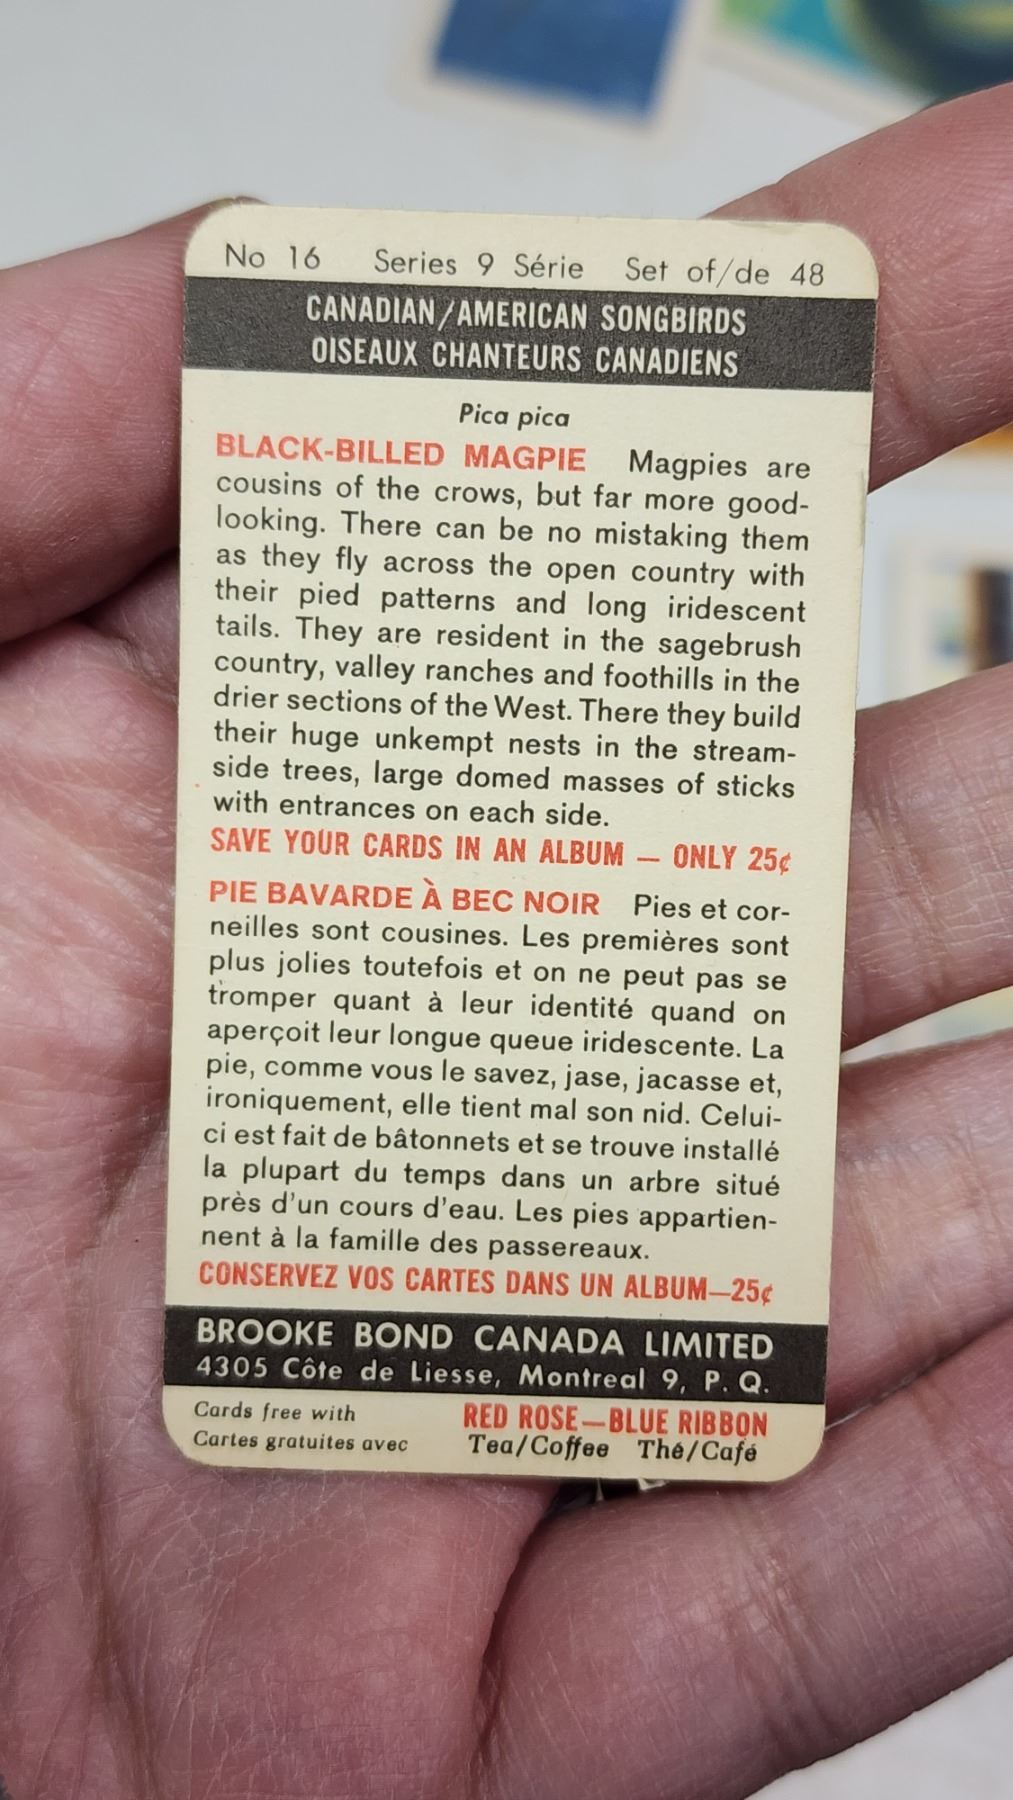 No 16 Series 9 Série Set of/de 48
CANADIAN/AMERICAN SONGBIRDS
OISEAUX CHANTEURS CANADIENS
Pica pica
BLACK-BILLED MAGPIE Magpies are
cousins of the crows, but far more good-
looking. There can be no mistaking them
as they fly across the open country with
their pied patterns and long iridescent
tails. They are resident in the sagebrush
country, valley ranches and foothills in the
drier sections of the West. There they build
their huge unkempt nests in the stream-
side trees, large domed masses of sticks
with entrances on each side.
SAVE YOUR CARDS IN AN ALBUM — ONLY 25¢
PIE BAVARDE À BEC NOIR Pies et cor-
neilles sont cousines. Les premières sont
plus jolies toutefois et on ne peut pas se
tromper quant à leur identité quand on
aperçoit leur longue queue iridescente. La
pie, comme vous le savez, jase, jacasse et,
ironiquement, elle tient mal son nid. Celui-
ci est fait de bâtonnets et se trouve installé
la plupart du temps dans un arbre situé
près d'un cours d'eau. Les pies appartien-
nent à la famille des passereaux.
CONSERVEZ VOS CARTES DANS UN ALBUM—25¢
BROOKE BOND CANADA LIMITED
4305 Côte de Liesse, Montreal 9, P. Q.
Cards free with RED ROSE—BLUE RIBBON
Cartes gratuites avec Tea/Coffee Thé/Café